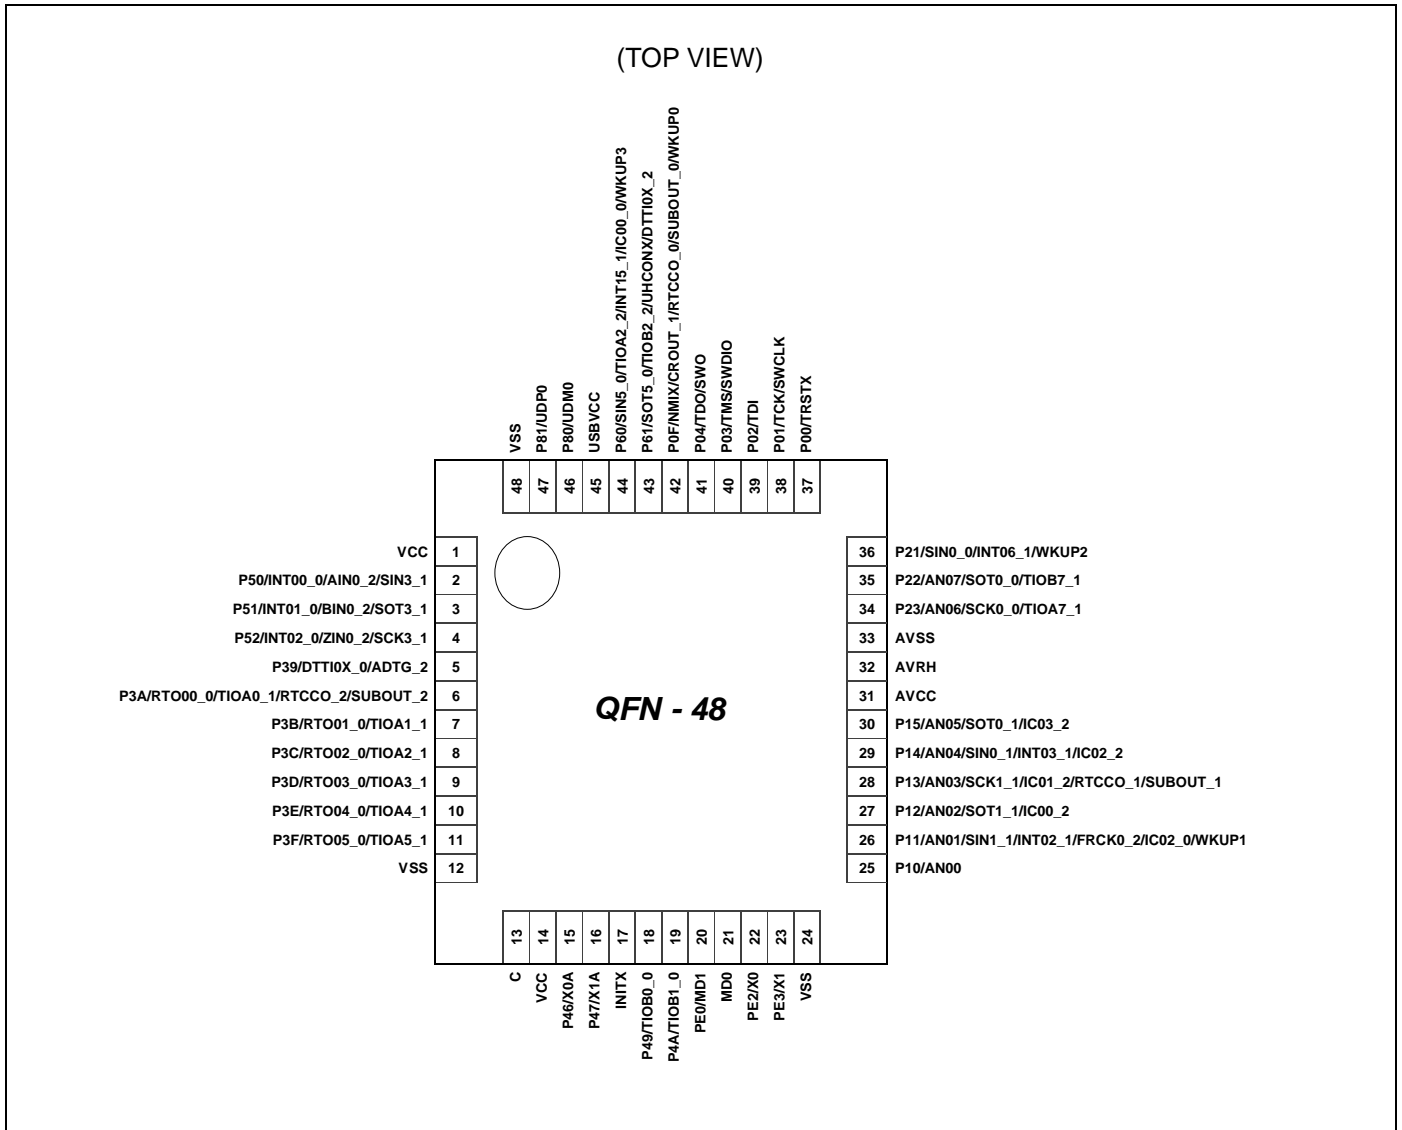 (TOP VIEW)
VSS
P81/UDP0
P80/UDM0
USBVCC
P60/SIN5_0/TIOA2_2/INT15_1/IC00_0/WKUP3
P61/SOT5_0/TIOB2_2/UHCONX/DTTI0X_2
P0F/NMIX/CROUT_1/RTCCO_0/SUBOUT_0/WKUP0
P04/TDO/SWO
P03/TMS/SWDIO
P02/TDI
P01/TCK/SWCLK
P00/TRSTX
48
47
46
45
44
43
42
41
40
39
38
37
VCC 1
P50/INT00_0/AIN0_2/SIN3_1 2
P51/INT01_0/BIN0_2/SOT3_1 3
P52/INT02_0/ZIN0_2/SCK3_1 4
P39/DTTI0X_0/ADTG_2 5
P3A/RTO00_0/TIOA0_1/RTCCO_2/SUBOUT_2 6
P3B/RTO01_0/TIOA1_1 7
P3C/RTO02_0/TIOA2_1 8
P3D/RTO03_0/TIOA3_1 9
P3E/RTO04_0/TIOA4_1 10
P3F/RTO05_0/TIOA5_1 11
VSS 12
QFN - 48
36 P21/SIN0_0/INT06_1/WKUP2
35 P22/AN07/SOT0_0/TIOB7_1
34 P23/AN06/SCK0_0/TIOA7_1
33 AVSS
32 AVRH
31 AVCC
30 P15/AN05/SOT0_1/IC03_2
29 P14/AN04/SIN0_1/INT03_1/IC02_2
28 P13/AN03/SCK1_1/IC01_2/RTCCO_1/SUBOUT_1
27 P12/AN02/SOT1_1/IC00_2
26 P11/AN01/SIN1_1/INT02_1/FRCK0_2/IC02_0/WKUP1
25 P10/AN00
13
14
15
16
17
18
19
20
21
22
23
24
C
VCC
P46/X0A
P47/X1A
INITX
P49/TIOB0_0
P4A/TIOB1_0
PE0/MD1
MD0
PE2/X0
PE3/X1
VSS